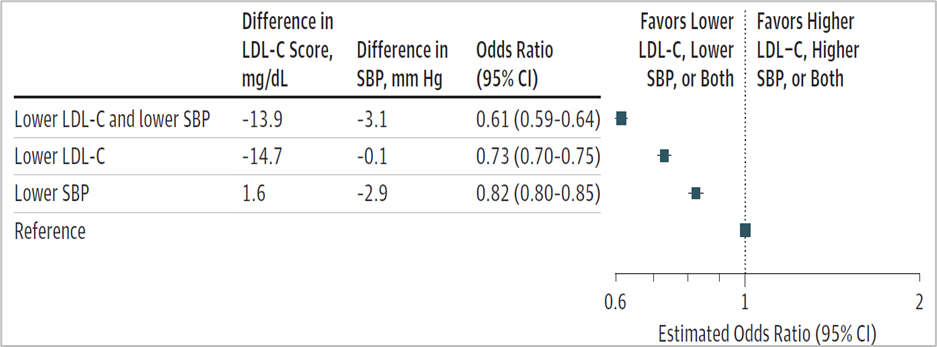 Difference in
LDL-C Score,
mg/dL
Difference in
SBP, mm Hg
Odds Ratio
(95% CI)
Favors Lower
LDL-C, Lower
SBP, or Both
Favors Higher
LDL−C, Higher
SBP, or Both
Lower LDL-C and lower SBP -13.9 -3.1 0.61 (0.59-0.64)
Lower LDL-C -14.7 -0.1 0.73 (0.70-0.75)
Lower SBP 1.6 -2.9 0.82 (0.80-0.85)
Reference
0.6 1 2
Estimated Odds Ratio (95% CI)